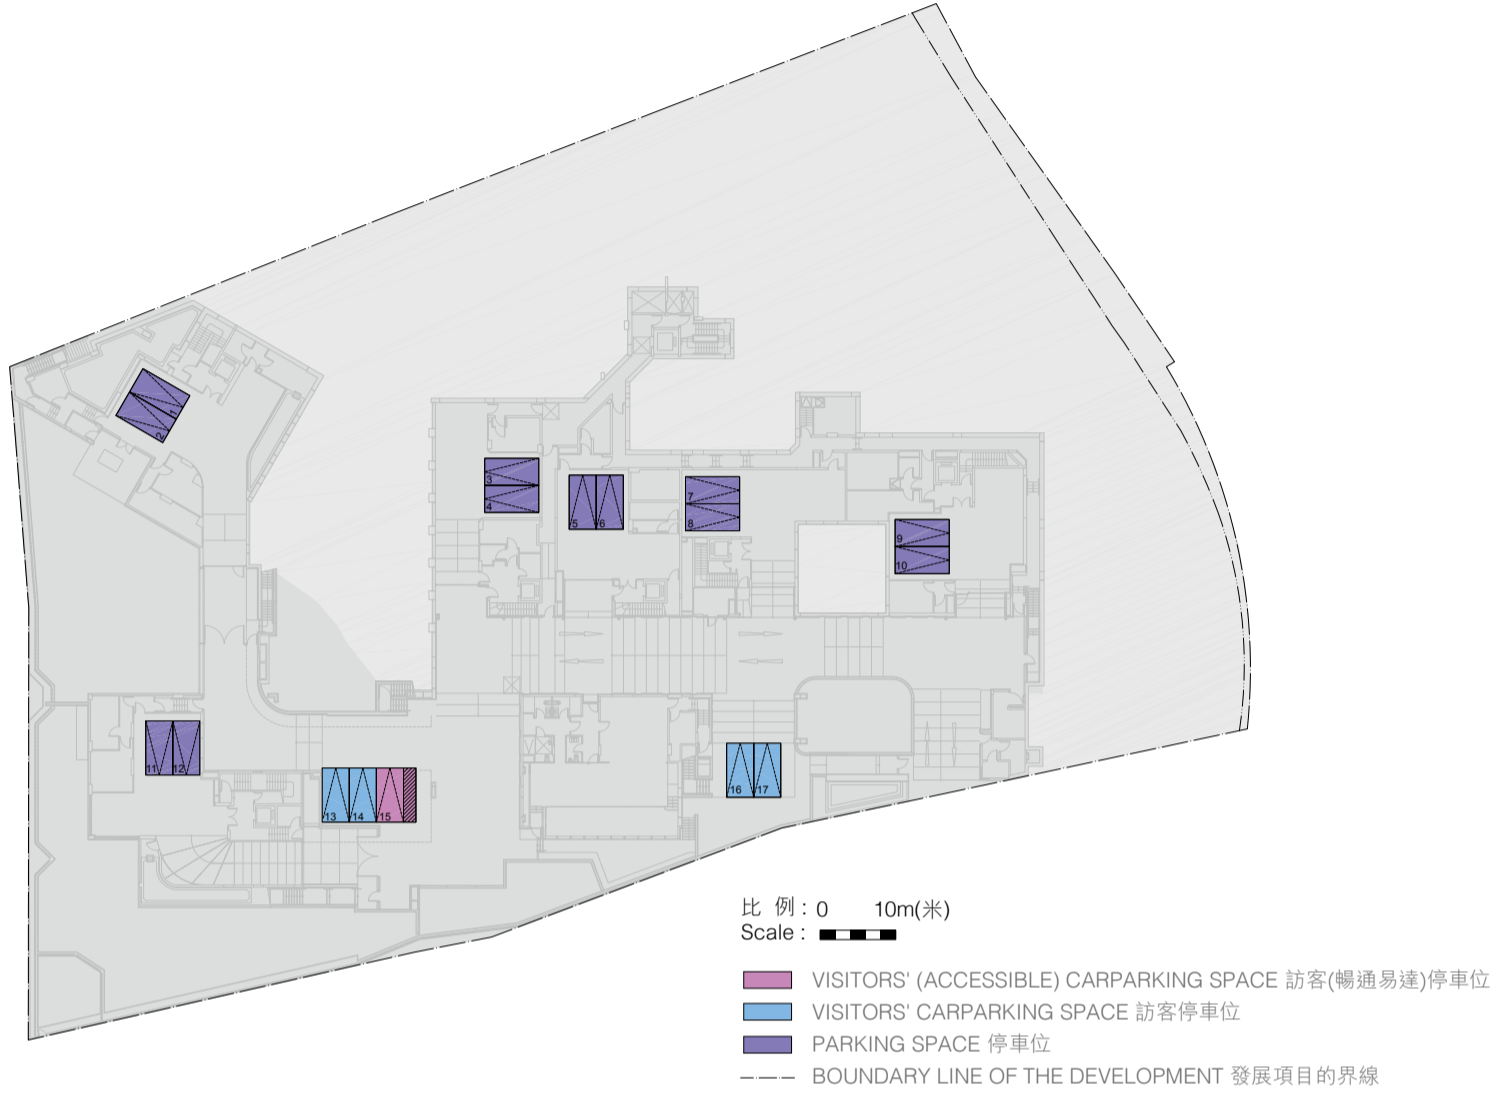 1
2
3
4
5
6
7
8
9
10
11
12
13
14
15
16
17
比 例 : 0 10m(米)
Scale :
VISITORS' (ACCESSIBLE) CARPARKING SPACE 訪客(暢通易達)停車位
VISITORS' CARPARKING SPACE 訪客停車位
PARKING SPACE 停車位
BOUNDARY LINE OF THE DEVELOPMENT 發展項目的界線